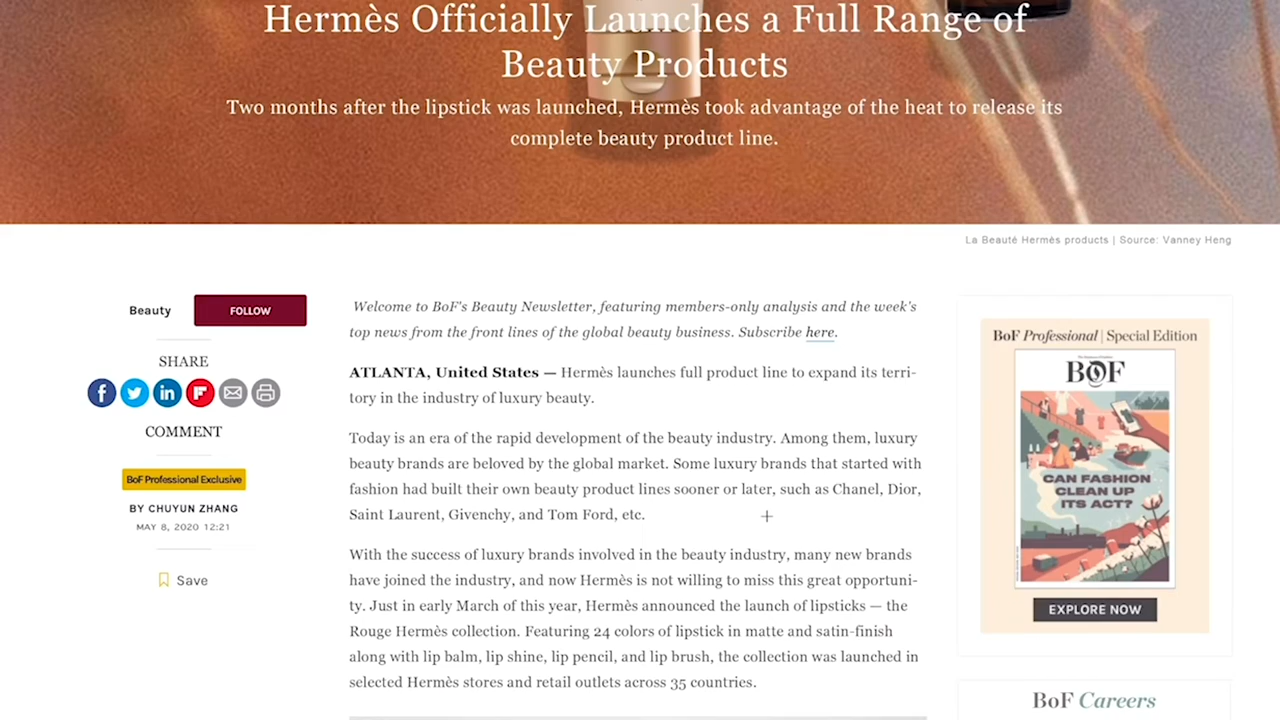 Hermès Officially Launches a Full Range of
Beauty Products
Two months after the lipstick was launched, Hermès took advantage of the heat to release its
complete beauty product line.
La Beauté Hermès products | Source: Vanney Heng
Beauty
FOLLOW
SHARE
COMMENT
BoF Professional Exclusive
BY CHUYUN ZHANG
MAY 8, 2020 12:21
Save
Welcome to BoF's Beauty Newsletter, featuring members-only analysis and the week's
top news from the front lines of the global beauty business. Subscribe here.
ATLANTA, United States — Hermès launches full product line to expand its terri-
tory in the industry of luxury beauty.
Today is an era of the rapid development of the beauty industry. Among them, luxury
beauty brands are beloved by the global market. Some luxury brands that started with
fashion had built their own beauty product lines sooner or later, such as Chanel, Dior,
Saint Laurent, Givenchy, and Tom Ford, etc.
With the success of luxury brands involved in the beauty industry, many new brands
have joined the industry, and now Hermès is not willing to miss this great opportuni-
ty. Just in early March of this year, Hermès announced the launch of lipsticks — the
Rouge Hermès collection. Featuring 24 colors of lipstick in matte and satin-finish
along with lip balm, lip shine, lip pencil, and lip brush, the collection was launched in
selected Hermès stores and retail outlets across 35 countries.
BoF Professional | Special Edition
BOF
CAN FASHION
CLEAN UP
ITS ACT?
EXPLORE NOW
BoF Careers